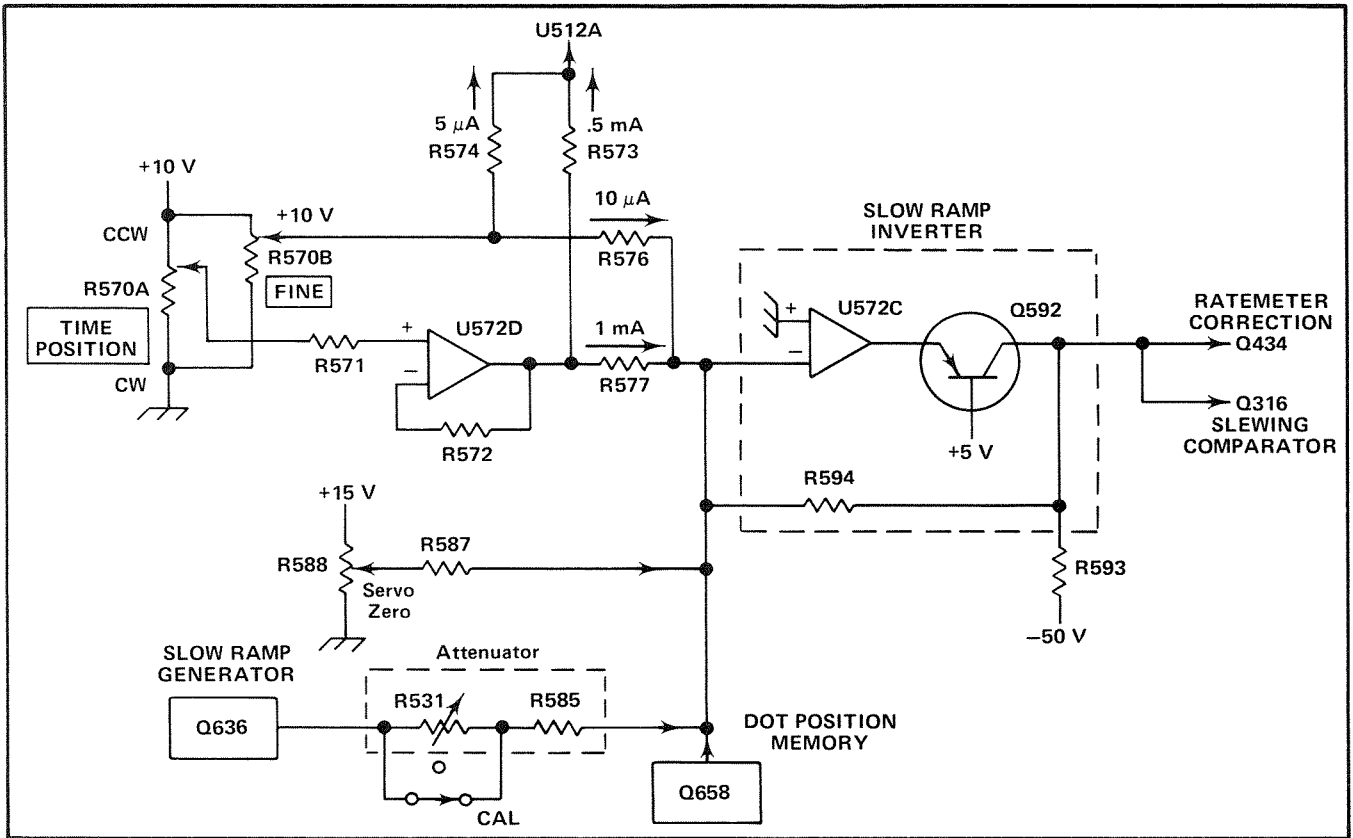 U512A
5 µA
R574
.5 mA
R573
+10 V
CCW
R570A
TIME
POSITION
CW
+10 V
R570B
FINE
10 µA
R576
R571
+
−
U572D
R572
1 mA
R577
SLOW RAMP
INVERTER
+
−
U572C
Q592
+5 V
R594
R593
−50 V
RATEMETER
CORRECTION
Q434
Q316
SLEWING
COMPARATOR
+15 V
R588
R587
Servo
Zero
SLOW RAMP
GENERATOR
Q636
Attenuator
R531
R585
CAL
DOT POSITION
MEMORY
Q658